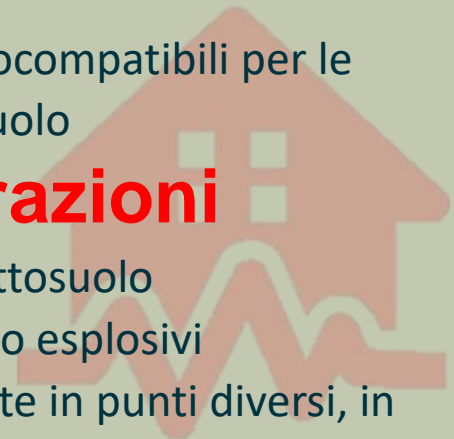 ocompatibili per le
uolo
razioni
ttosuolo
o esplosivi
te in punti diversi, in